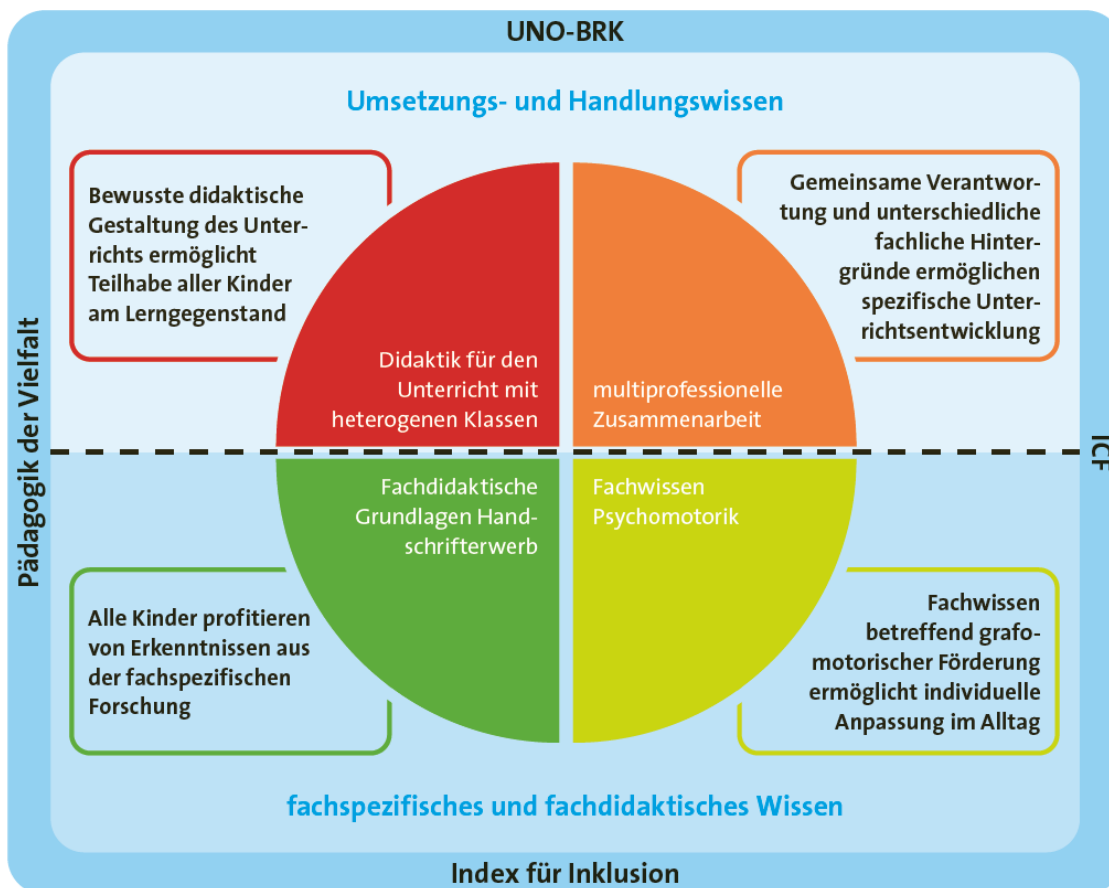 UNO-BRK
Umsetzungs- und Handlungswissen
Bewusste didaktische
Gestaltung des Unter-
richts ermöglicht
Teilhabe aller Kinder
am Lerngegenstand
Gemeinsame Verantwor-
tung und unterschiedliche
fachliche Hinter-
gründe ermöglichen
spezifische Unter-
richtsentwicklung
Didaktik für den
Unterricht mit
heterogenen Klassen
multiprofessionelle
Zusammenarbeit
Pädagogik der Vielfalt
ICF
Fachdidaktische
Grundlagen Hand-
schrifterwerb
Fachwissen
Psychomotorik
Alle Kinder profitieren
von Erkenntnissen aus
der fachspezifischen
Forschung
Fachwissen
betreffend grafo-
motorischer Förderung
ermöglicht individuelle
Anpassung im Alltag
fachspezifisches und fachdidaktisches Wissen
Index für Inklusion